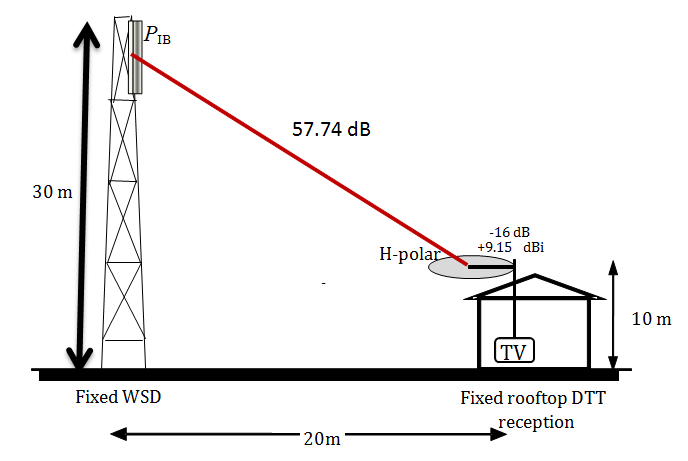 PIB
57.74 dB
30 m
-16 dB
+9.15 dBi
H-polar
-
10 m
TV
Fixed WSD
Fixed rooftop DTT
reception
20m